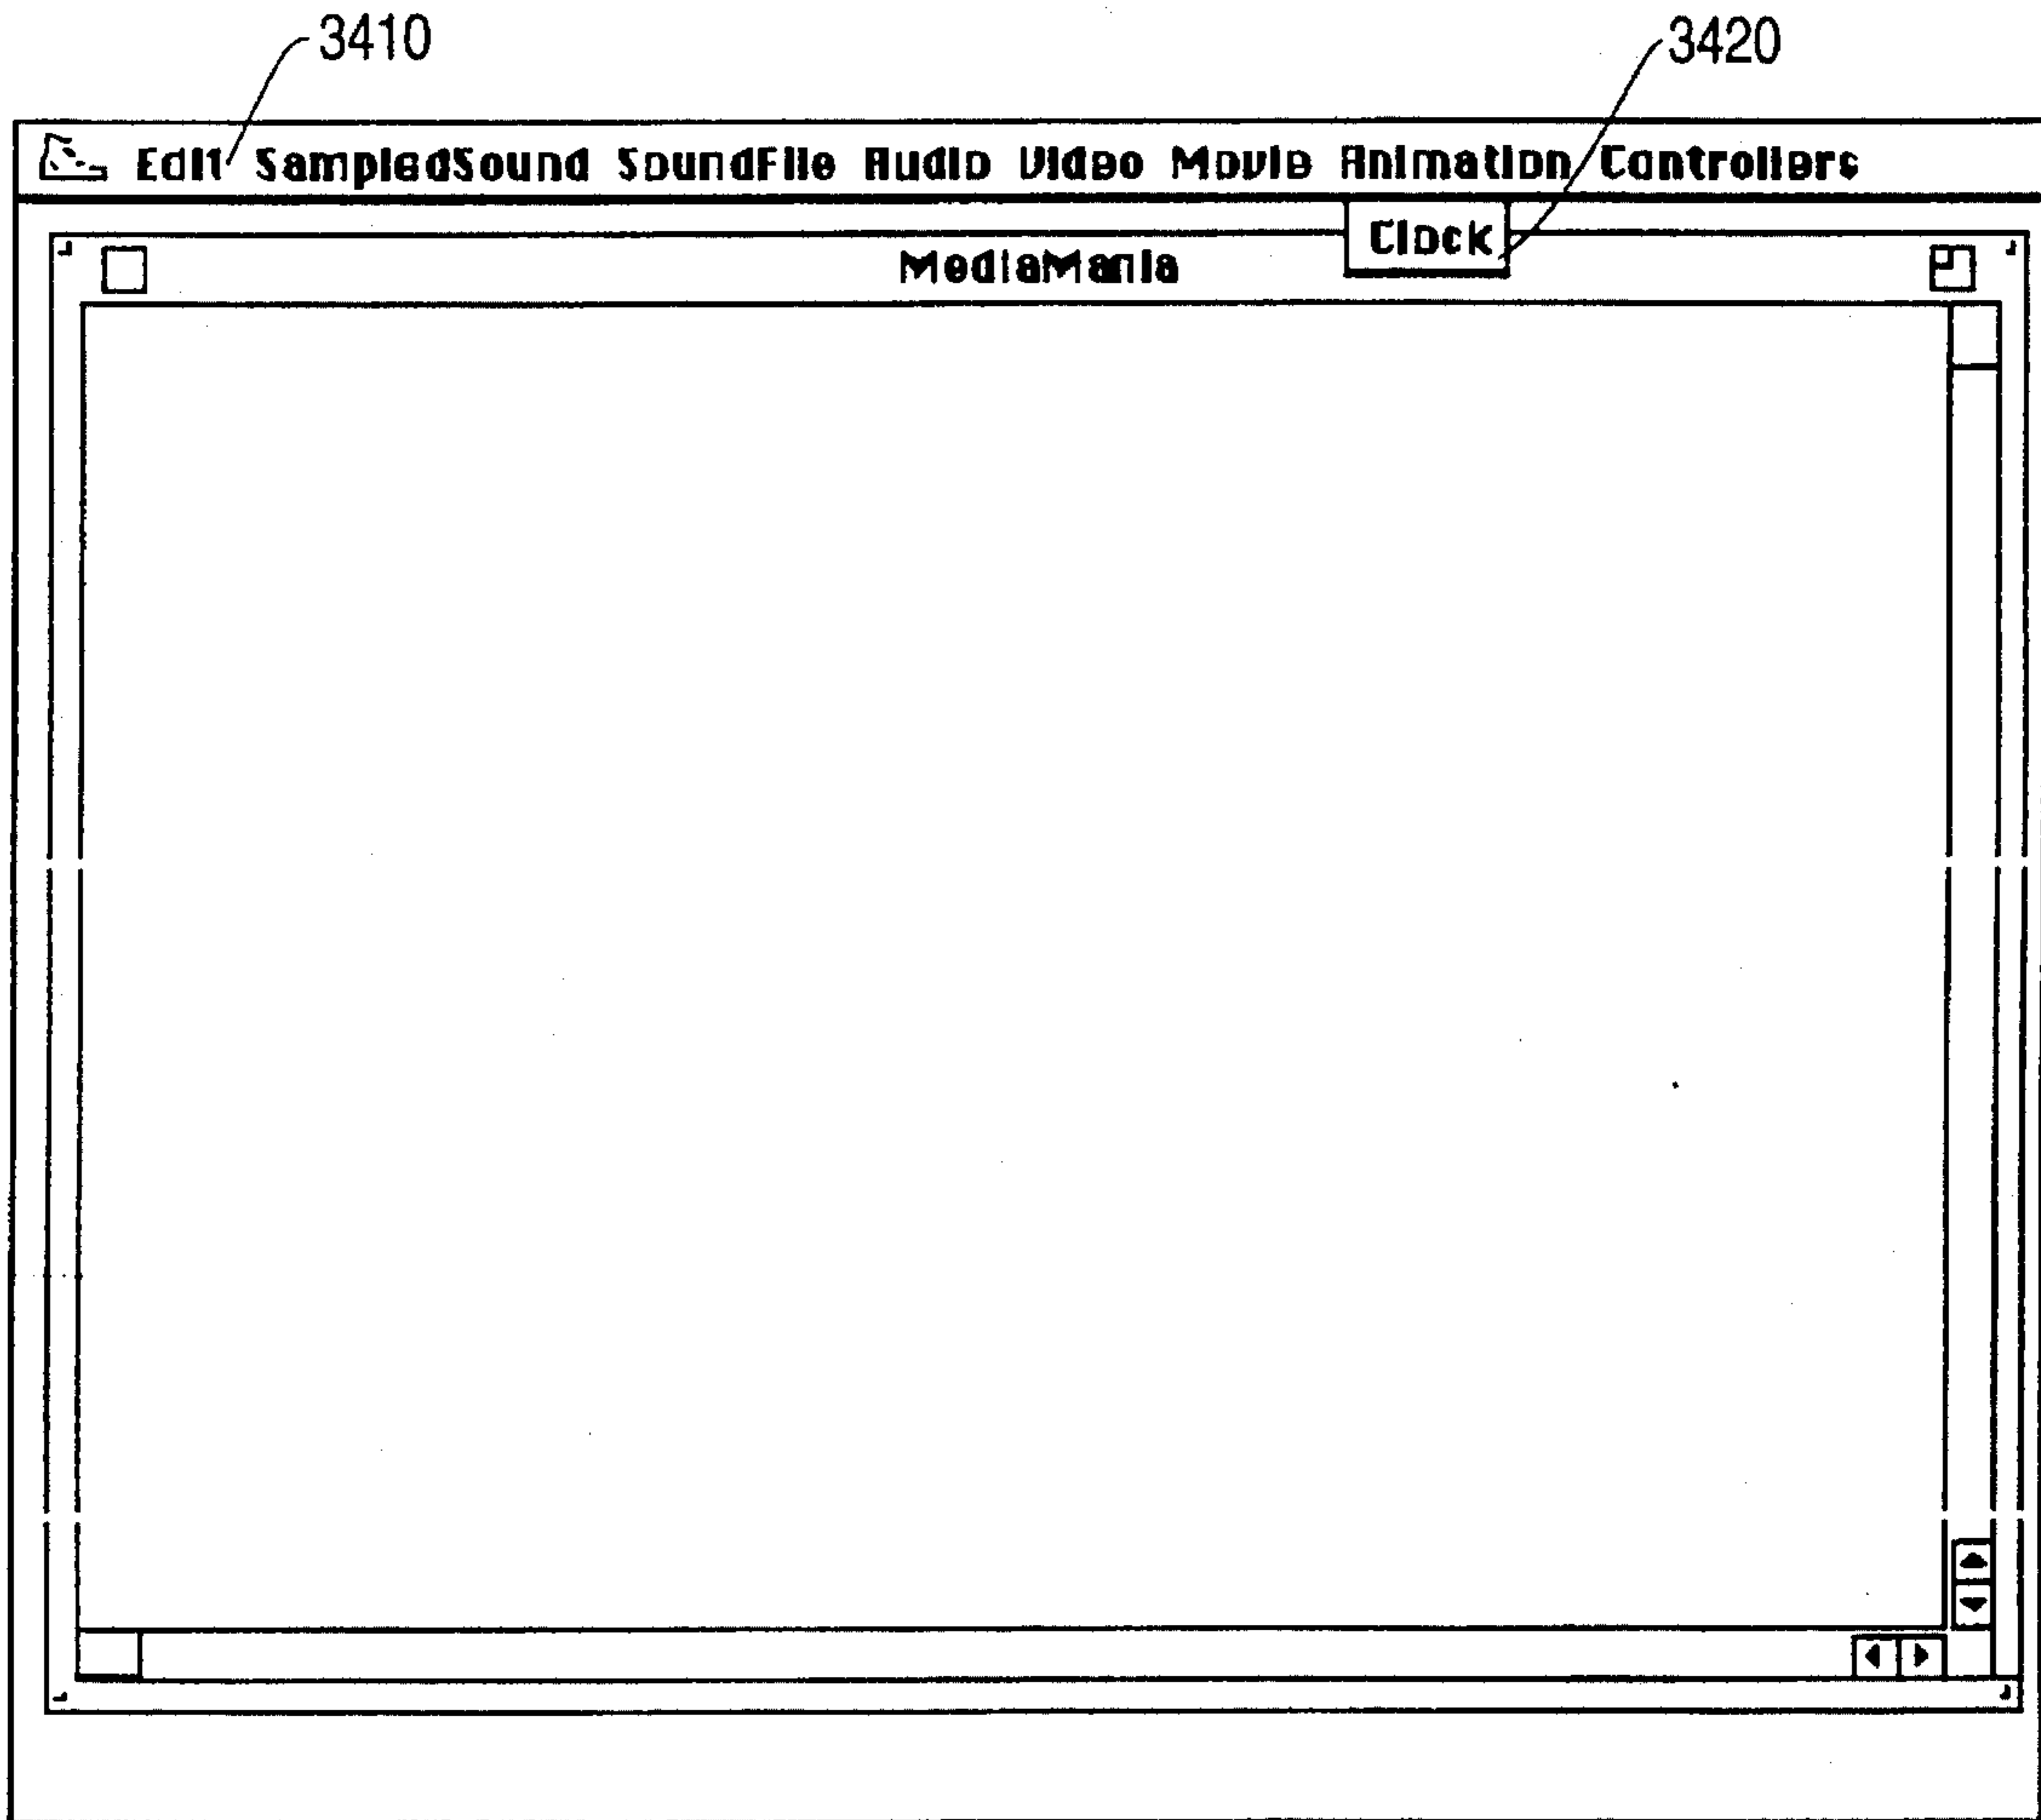 3410
3420
Edit SampledSound SoundFile Audio Video Movie Animation Controllers
Clock
MediaMania